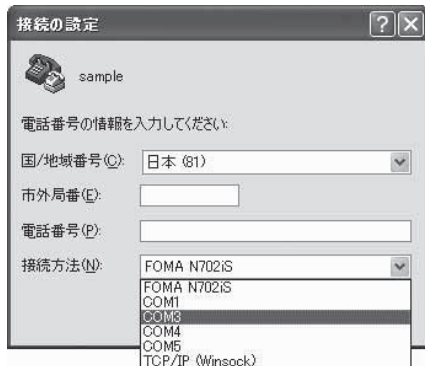 接続の設定
sample
電話番号の情報を入力してください:
国/地域番号(C): 日本 (81)
市外局番(E):
電話番号(P):
接続方法(N): FOMA N702iS
FOMA N702iS
COM1
COM3
COM4
COM5
TCP/IP (Winsock)